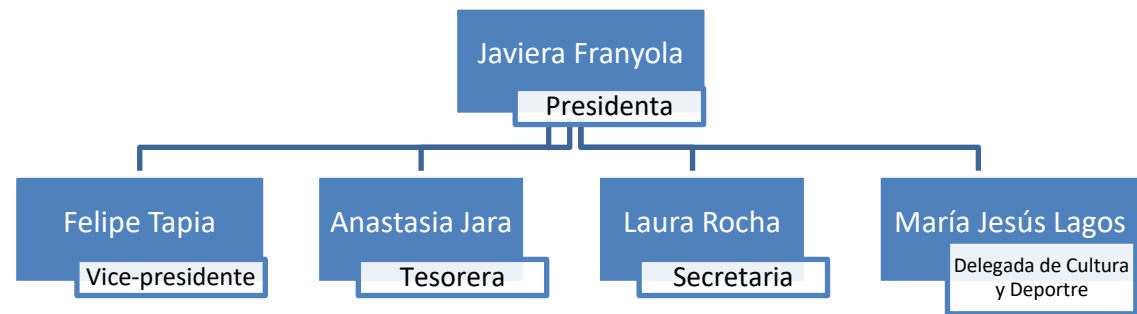 Javiera Franyola
Presidenta
Felipe Tapia
Vice-presidente
Anastasia Jara
Tesorera
Laura Rocha
Secretaria
María Jesús Lagos
Delegada de Cultura
y Deportre